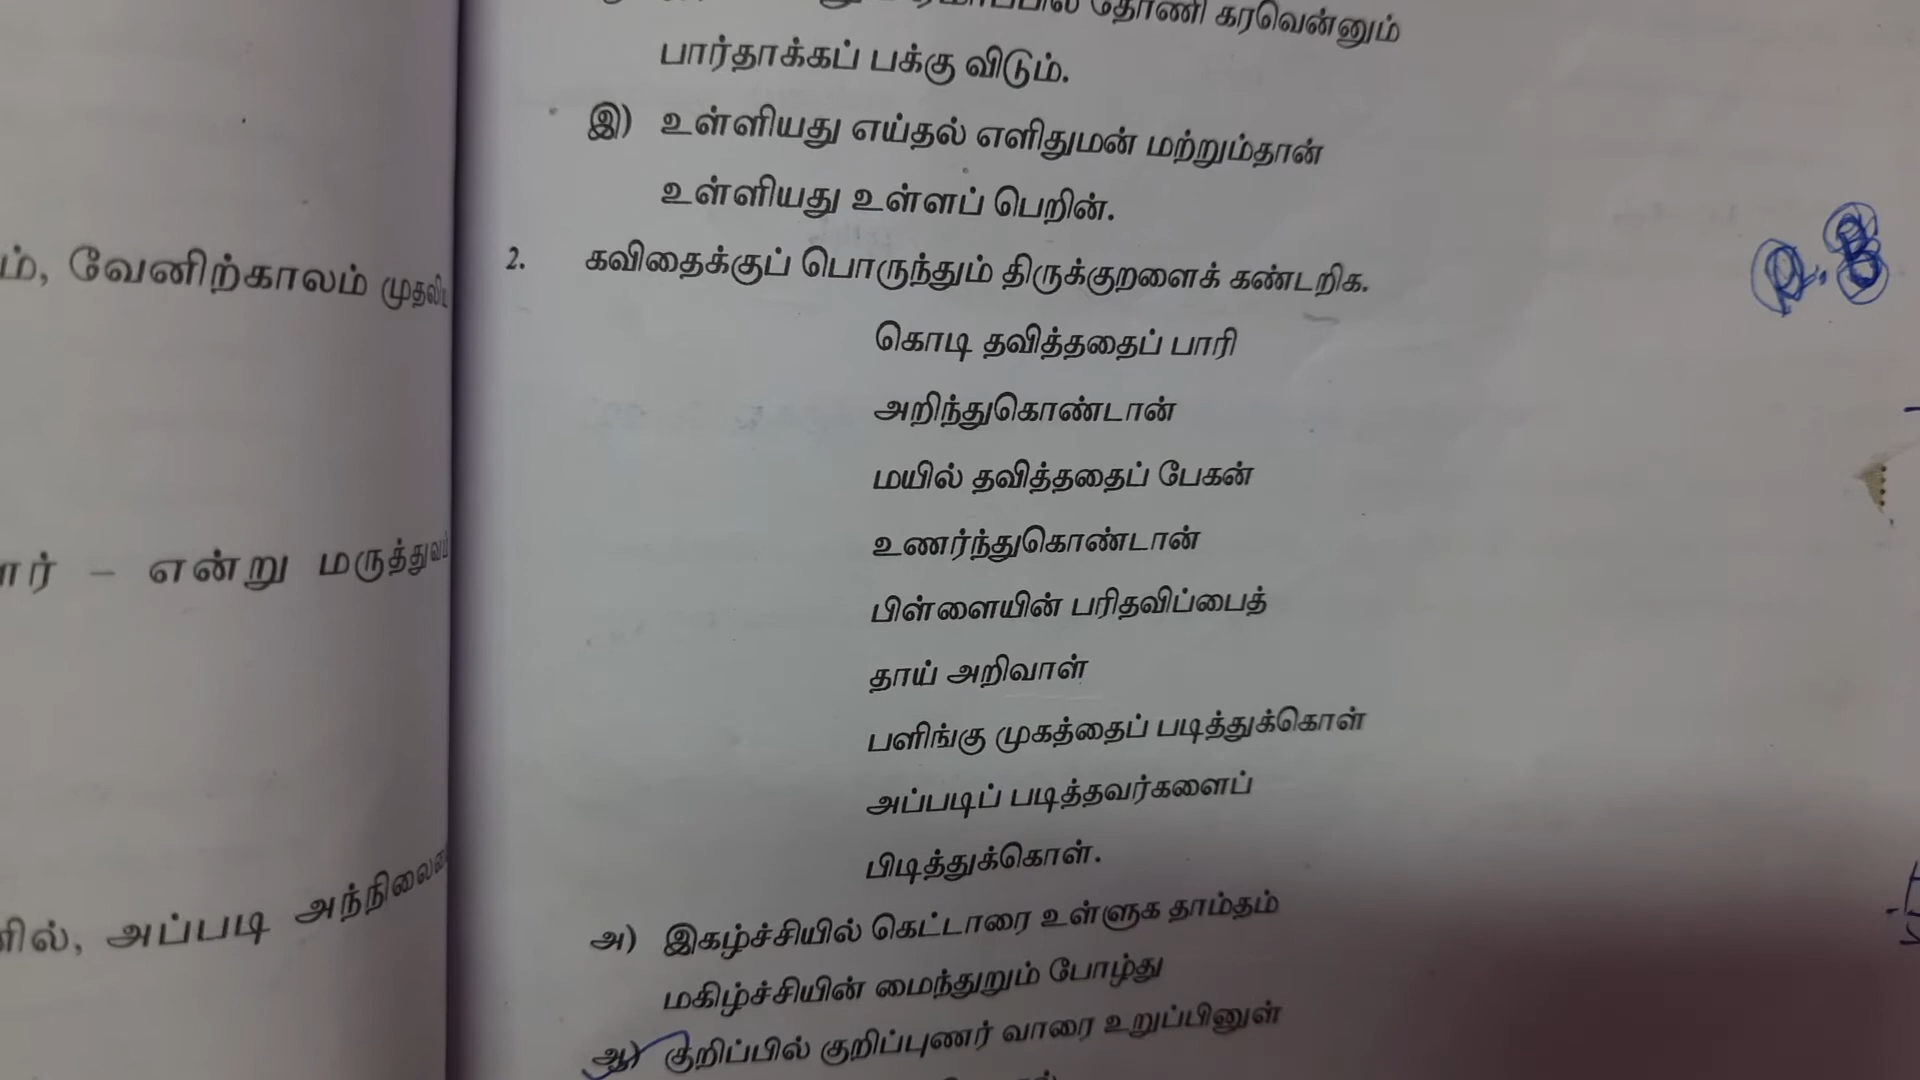 தோணி கரவென்னும்
பார்தாக்கப் பக்கு விடும்.
இ) உள்ளியது எய்தல் எளிதுமன் மற்றும்தான்
உள்ளியது உள்ளப் பெறின்.
2. கவிதைக்குப் பொருந்தும் திருக்குறளைக் கண்டறிக.
கொடி தவித்ததைப் பாரி
அறிந்துகொண்டான்
மயில் தவித்ததைப் பேகன்
உணர்ந்துகொண்டான்
பிள்ளையின் பரிதவிப்பைத்
தாய் அறிவாள்
பளிங்கு முகத்தைப் படித்துக்கொள்
அப்படிப் படித்தவர்களைப்
பிடித்துக்கொள்.
அ) இகழ்ச்சியில் கெட்டாரை உள்ளுக தாம்தம்
மகிழ்ச்சியின் மைந்துறும் போழ்து
ஆ) குறிப்பில் குறிப்புணர் வாரை உறுப்பினுள்
ம், வேனிற்காலம்
ார் – என்று
ளில், அப்படி